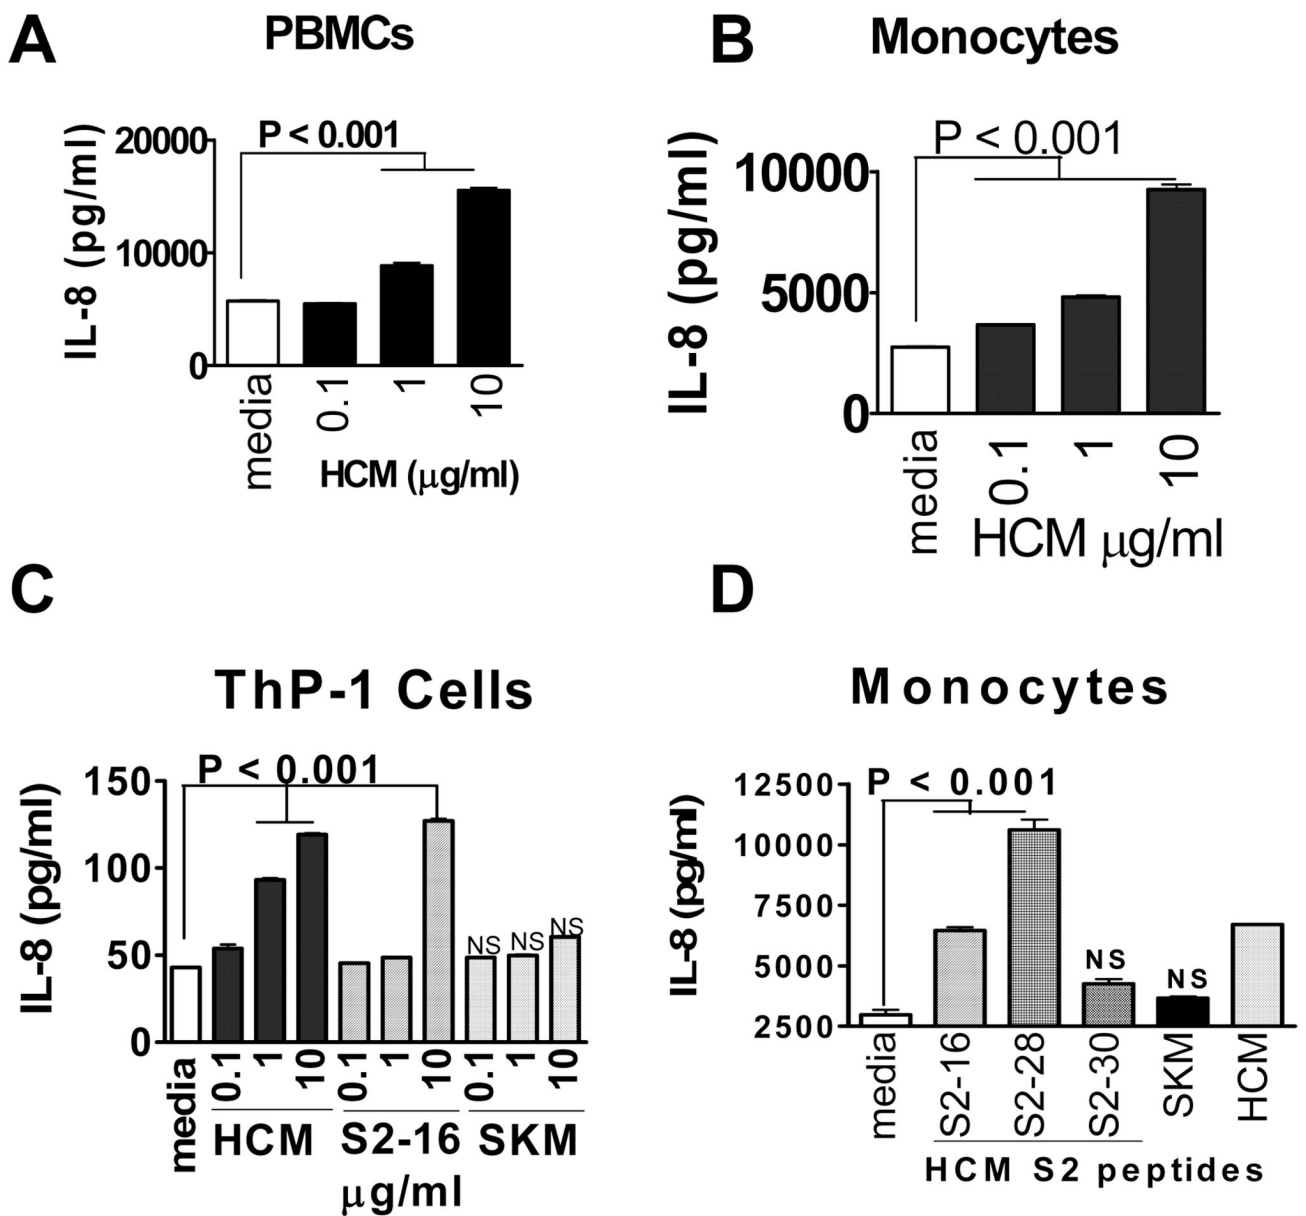 A
PBMCs
IL-8 (pg/ml)
20000
10000
0
P < 0.001
media
0.1
1
10
HCM (μg/ml)
B
Monocytes
IL-8 (pg/ml)
10000
5000
0
P < 0.001
media
0.1
1
10
HCM μg/ml
C
ThP-1 Cells
IL-8 (pg/ml)
150
100
50
0
P < 0.001
NS
NS
NS
media
0.1
1
10
0.1
1
10
0.1
1
10
HCM
S2-16
SKM
μg/ml
D
Monocytes
IL-8 (pg/ml)
12500
10000
7500
5000
2500
P < 0.001
NS
NS
media
S2-16
S2-28
S2-30
SKM
HCM
HCM S2 peptides